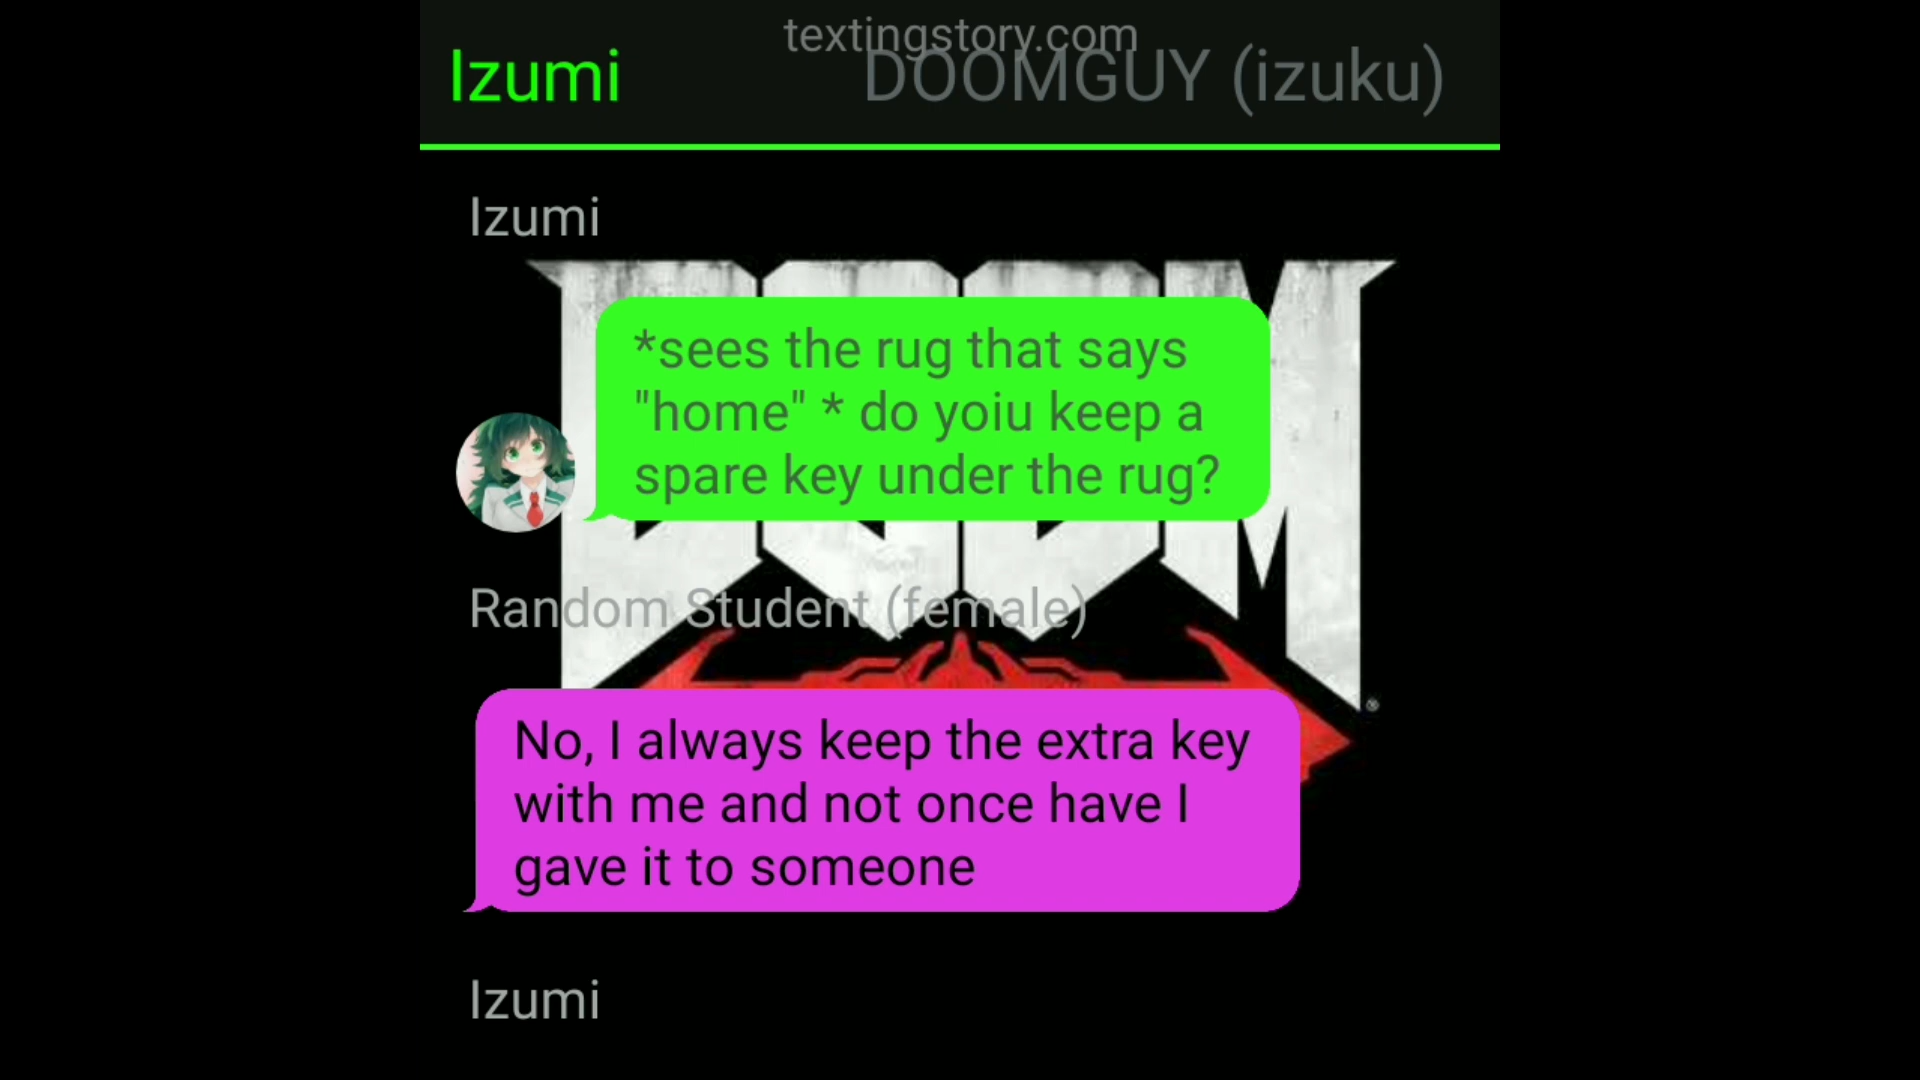 textingstory.com
Izumi DOOMGUY (izuku)
Izumi
DOOM
*sees the rug that says
"home" * do yoiu keep a
spare key under the rug?
Random Student (female)
®
No, I always keep the extra key
with me and not once have I
gave it to someone
Izumi